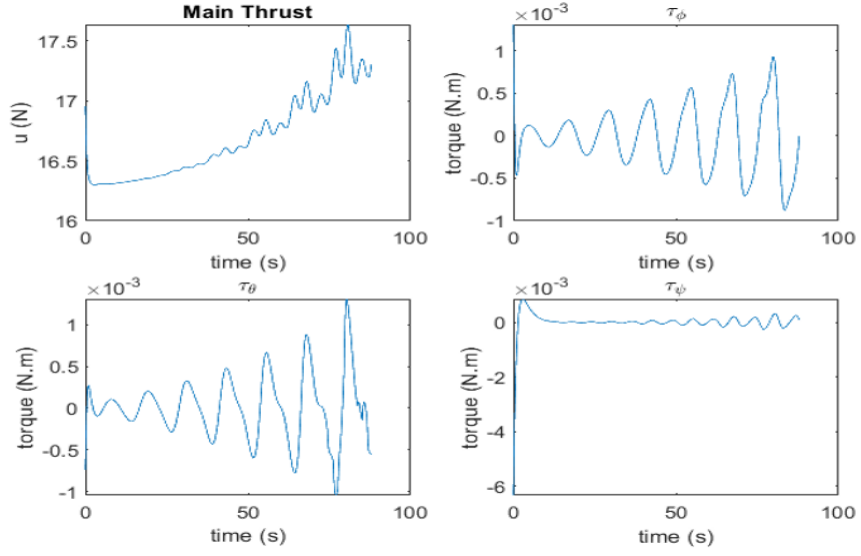 Main Thrust
17.5
17
16.5
16
u (N)
0
50
100
time (s)
×10⁻³
τ_ϕ
1
0.5
0
-0.5
-1
torque (N.m)
0
50
100
time (s)
×10⁻³
τ_θ
1
0.5
0
-0.5
-1
torque (N.m)
0
50
100
time (s)
×10⁻³
τ_ψ
0
-2
-4
-6
torque (N.m)
0
50
100
time (s)